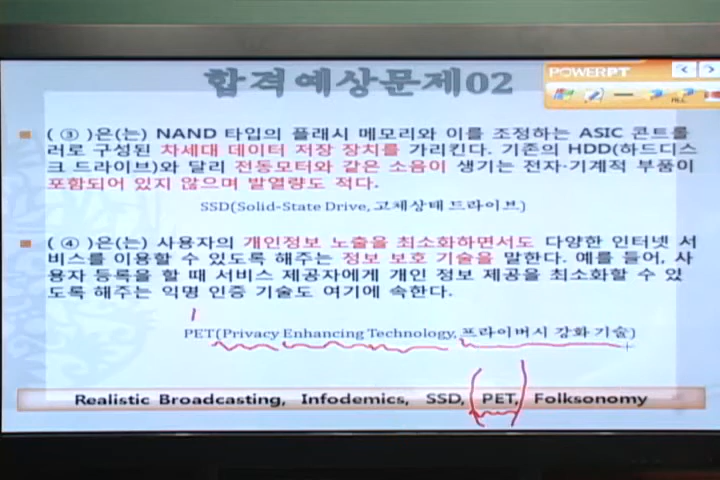 합격예상문제02
POWERPT
( ③ )은(는) NAND 타입의 플래시 메모리와 이를 조정하는 ASIC 콘트롤
러로 구성된 차세대 데이터 저장 장치를 가리킨다. 기존의 HDD(하드디스
크 드라이브)와 달리 전동모터와 같은 소음이 생기는 전자·기계적 부품이
포함되어 있지 않으며 발열량도 적다.
SSD(Solid-State Drive, 고체상태 드라이브)
( ④ )은(는) 사용자의 개인정보 노출을 최소화하면서도 다양한 인터넷 서
비스를 이용할 수 있도록 해주는 정보 보호 기술을 말한다. 예를 들어, 사
용자 등록을 할 때 서비스 제공자에게 개인 정보 제공을 최소화할 수 있
도록 해주는 익명 인증 기술도 여기에 속한다.
PET(Privacy Enhancing Technology, 프라이버시 강화 기술)
Realistic Broadcasting, Infodemics, SSD, PET, Folksonomy